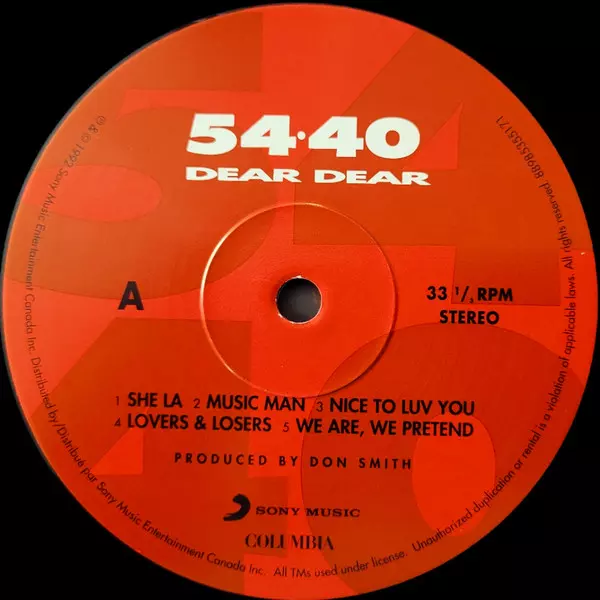 54·40
DEAR DEAR
A
33 1/3 RPM
STEREO
1 SHE LA 2 MUSIC MAN 3 NICE TO LUV YOU
4 LOVERS & LOSERS 5 WE ARE, WE PRETEND
PRODUCED BY DON SMITH
SONY MUSIC
COLUMBIA
℗ & © 1992 Sony Music Entertainment Canada Inc. Distributed by/Distribué par Sony Music Entertainment Canada Inc. All TMs used under license. Unauthorized duplication or rental is a violation of applicable laws. All rights reserved. 88985355171